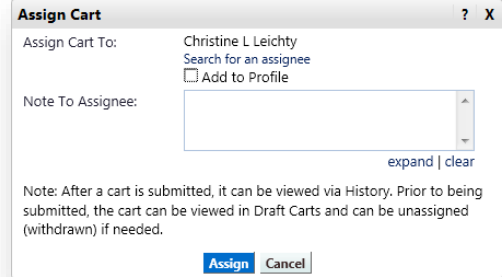 Assign Cart ? X
Assign Cart To: Christine L Leichty
Search for an assignee
Add to Profile
Note To Assignee:
expand | clear
Note: After a cart is submitted, it can be viewed via History. Prior to being
submitted, the cart can be viewed in Draft Carts and can be unassigned
(withdrawn) if needed.
Assign Cancel